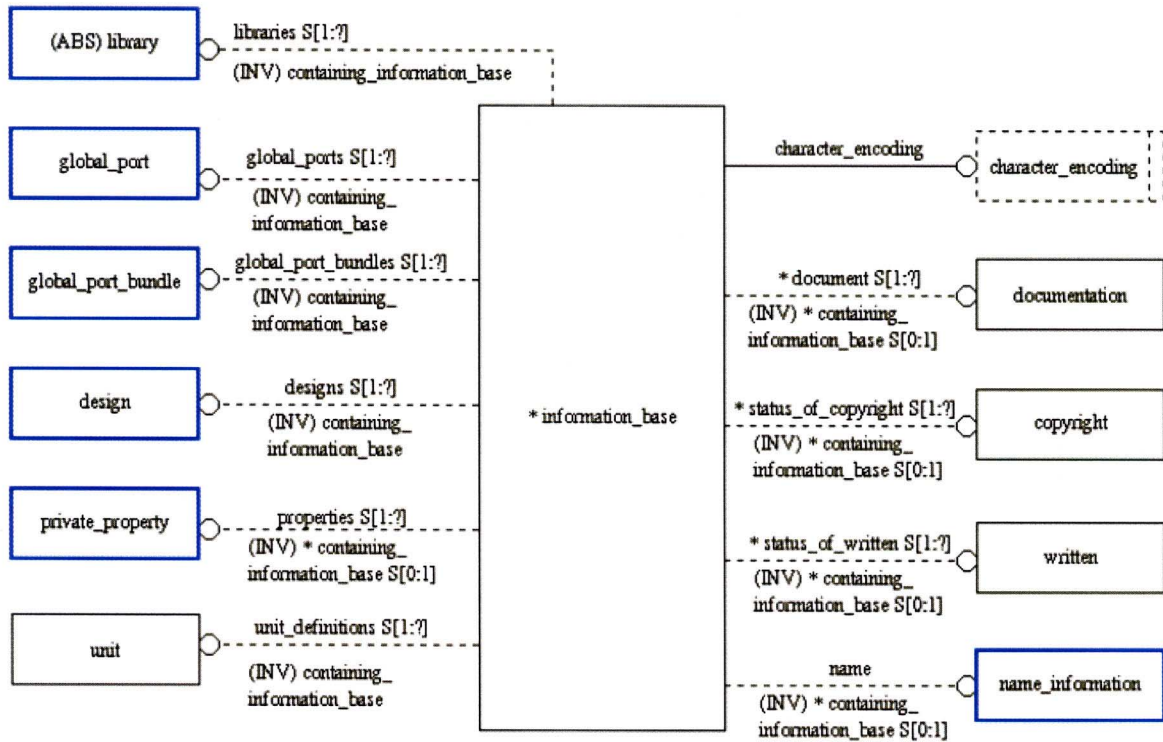 (ABS) library
libraries S[1:?]
(INV) containing_information_base
global_port
global_ports S[1:?]
(INV) containing_
information_base
global_port_bundle
global_port_bundles S[1:?]
(INV) containing_
information_base
design
designs S[1:?]
(INV) containing_
information_base
private_property
properties S[1:?]
(INV) * containing_
information_base S[0:1]
unit
unit_definitions S[1:?]
(INV) containing_
information_base
* information_base
character_encoding
character_encoding
* document S[1:?]
(INV) * containing_
information_base S[0:1]
documentation
* status_of_copyright S[1:?]
(INV) * containing_
information_base S[0:1]
copyright
* status_of_written S[1:?]
(INV) * containing_
information_base S[0:1]
written
name
(INV) * containing_
information_base S[0:1]
name_information